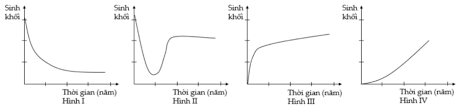 Sinh khối
Thời gian (năm)
Hình I
Sinh khối
Thời gian (năm)
Hình II
Sinh khối
Thời gian (năm)
Hình III
Sinh khối
Thời gian (năm)
Hình IV